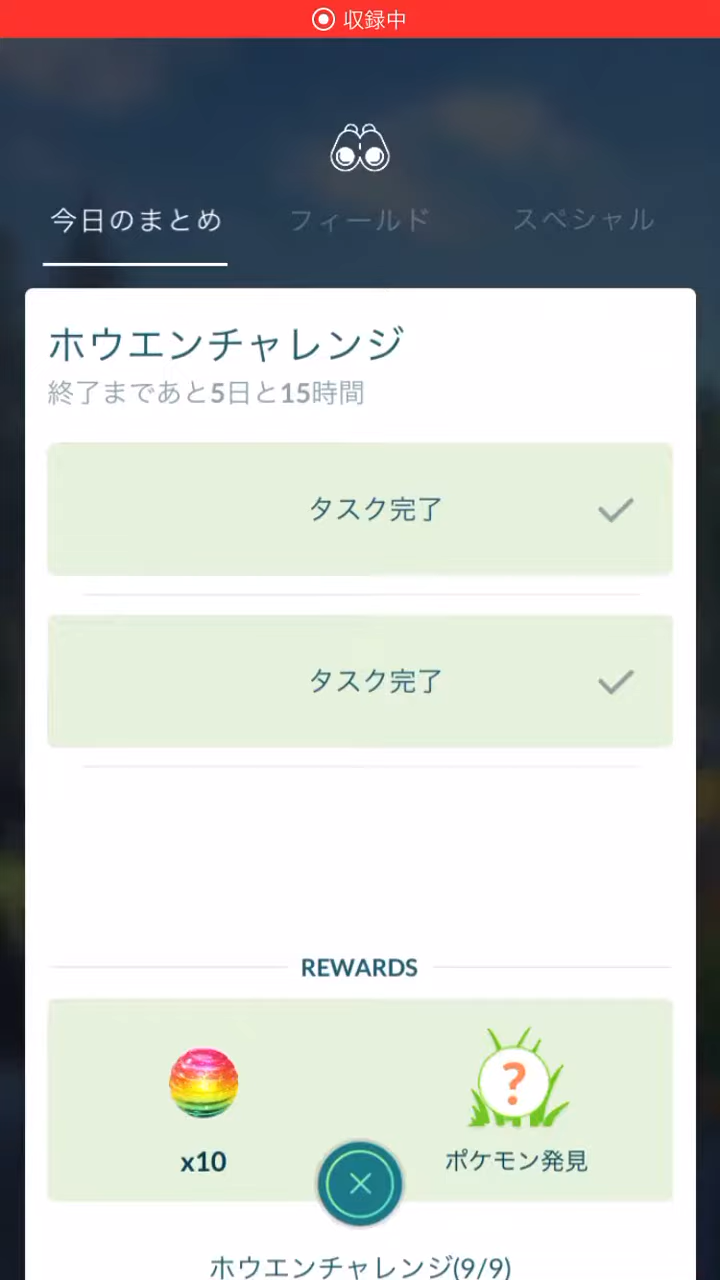 収録中
今日のまとめ
フィールド
スペシャル
ホウエンチャレンジ
終了まであと5日と15時間
タスク完了
タスク完了
REWARDS
?
x10
ポケモン発見
ホウエンチャレンジ(9/9)